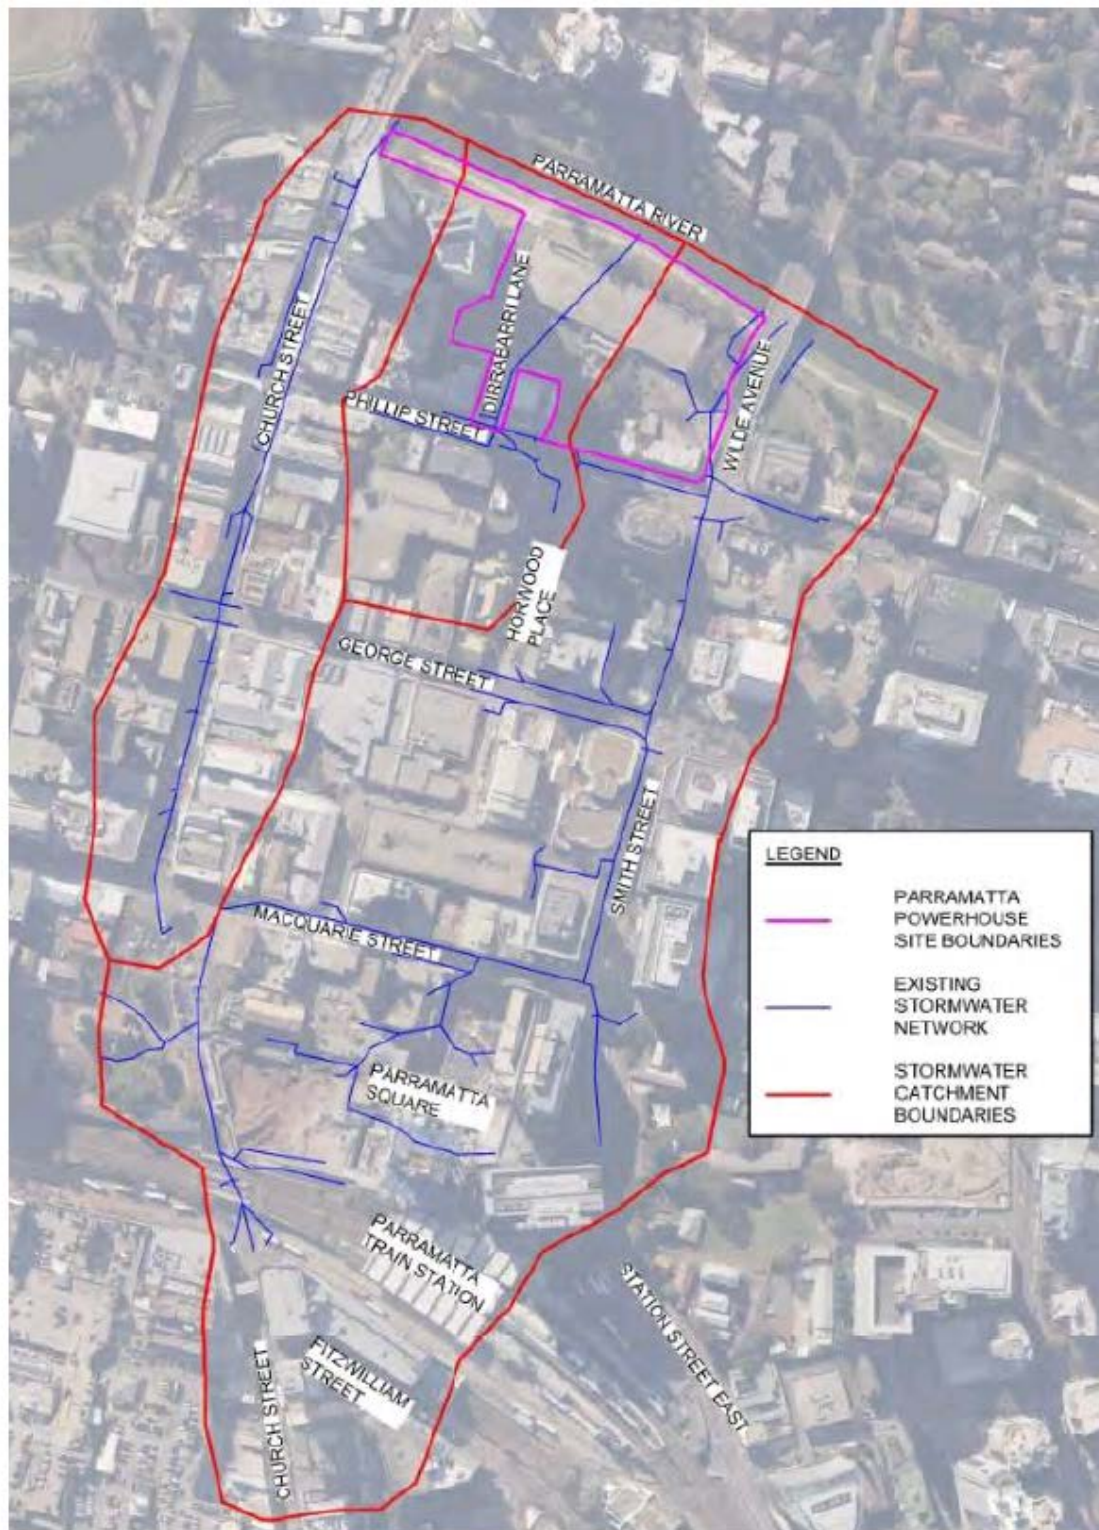 PARRAMATTA RIVER
CHURCH STREET
DIRRABARRI LANE
WILDE AVENUE
PHILLIP STREET
HORWOOD
PLACE
GEORGE STREET
SMITH STREET
MACQUARIE STREET
PARRAMATTA
SQUARE
PARRAMATTA
TRAIN STATION
FITZWILLIAM
STREET
CHURCH STREET
STATION STREET EAST
LEGEND
PARRAMATTA
POWERHOUSE
SITE BOUNDARIES
EXISTING
STORMWATER
NETWORK
STORMWATER
CATCHMENT
BOUNDARIES